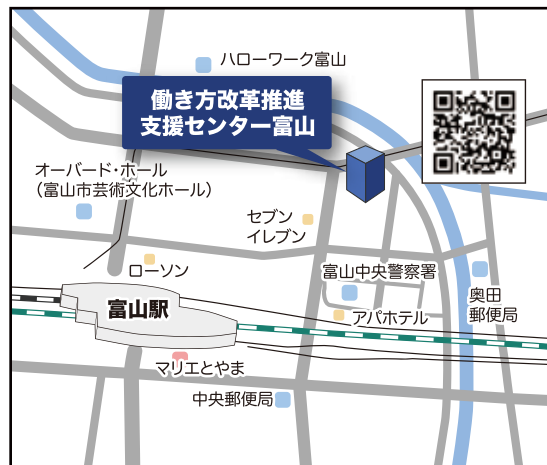 ハローワーク富山
働き方改革推進
支援センター富山
オーバード・ホール
（富山市芸術文化ホール）
セブン
イレブン
ローソン
富山中央警察署
富山駅
アパホテル
奥田
郵便局
マリエとやま
中央郵便局